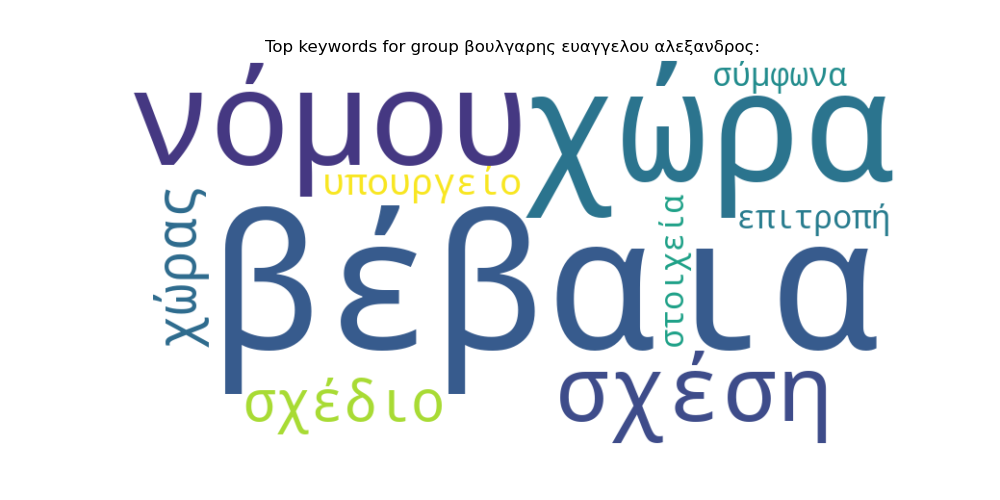 Top keywords for group βουλγαρης ευαγγελου αλεξανδρος:
σύμφωνα
νόμου
χώρα
υπουργείο
χώρας
επιτροπή
στοιχεία
βέβαια
σχέδιο
σχέση